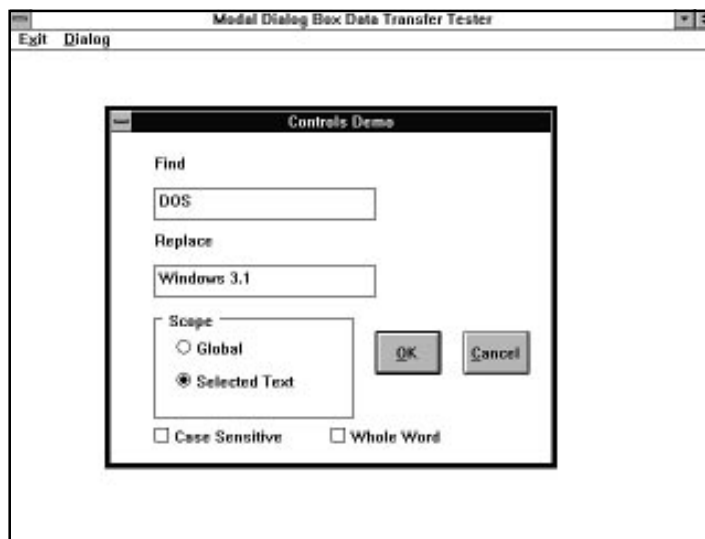 Modal Dialog Box Data Transfer Tester
Exit Dialog
Controls Demo
Find
DOS
Replace
Windows 3.1
Scope
Global
Selected Text
OK
Cancel
Case Sensitive
Whole Word